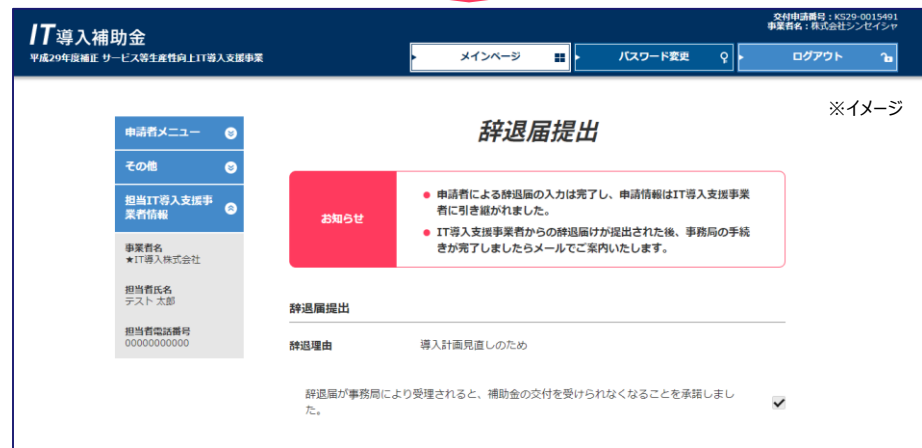 IT導入補助金
平成29年度補正 サービス等生産性向上IT導入支援事業
交付申請番号：KS29-0015491
事業者名：株式会社シンセイシャ
メインページ
パスワード変更
ログアウト
※イメージ
申請者メニュー
その他
担当IT導入支援事
業者情報
事業者名
★IT導入株式会社
担当者氏名
テスト 太郎
担当者電話番号
00000000000
辞退届提出
お知らせ
● 申請者による辞退届の入力は完了し、申請情報はIT導入支援事業
者に引き継がれました。
● IT導入支援事業者からの辞退届けが提出された後、事務局の手続
きが完了しましたらメールでご案内いたします。
辞退届提出
辞退理由 導入計画見直しのため
辞退届が事務局により受理されると、補助金の交付を受けられなくなることを承諾しまし
た。